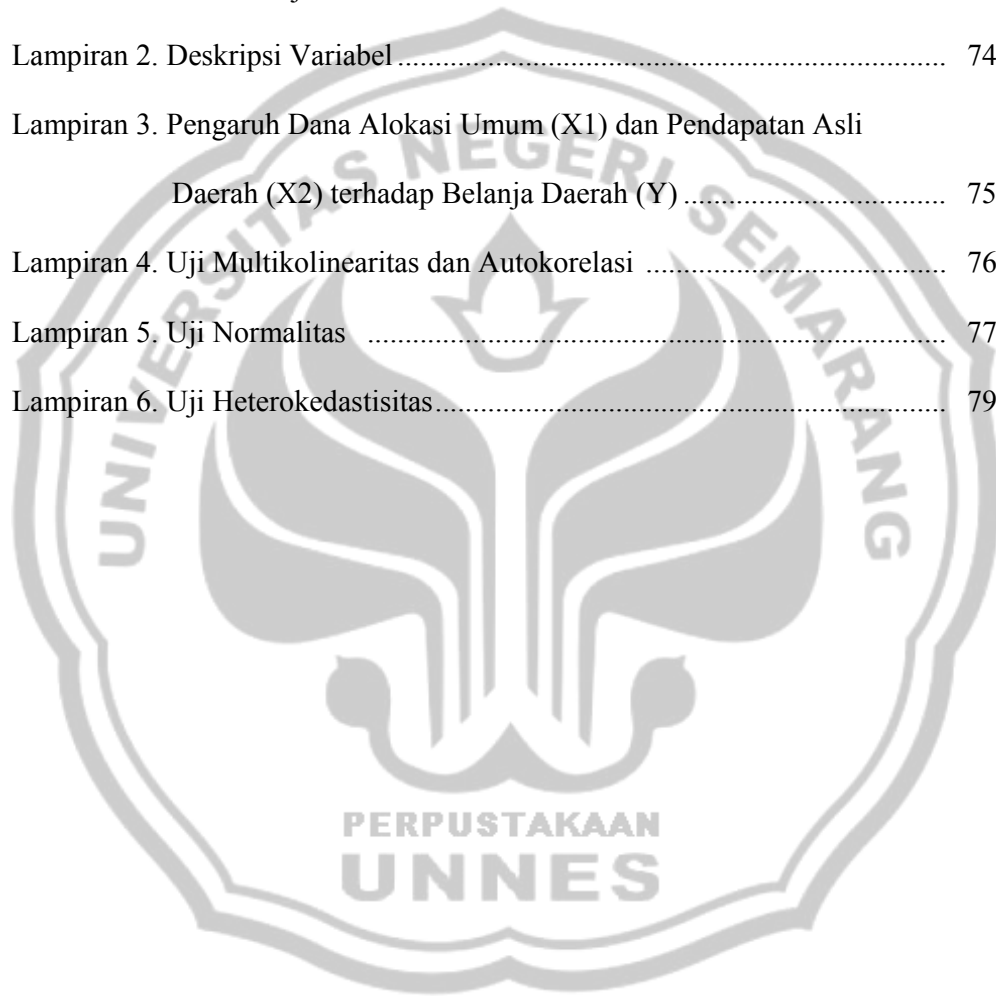 Lampiran 2. Deskripsi Variabel ........................................................................ 74
Lampiran 3. Pengaruh Dana Alokasi Umum (X1) dan Pendapatan Asli
Daerah (X2) terhadap Belanja Daerah (Y) ................................... 75
Lampiran 4. Uji Multikolinearitas dan Autokorelasi ........................................ 76
Lampiran 5. Uji Normalitas ............................................................................ 77
Lampiran 6. Uji Heterokedastisitas.................................................................. 79
UNIVERSITAS NEGERI SEMARANG
PERPUSTAKAAN
UNNES